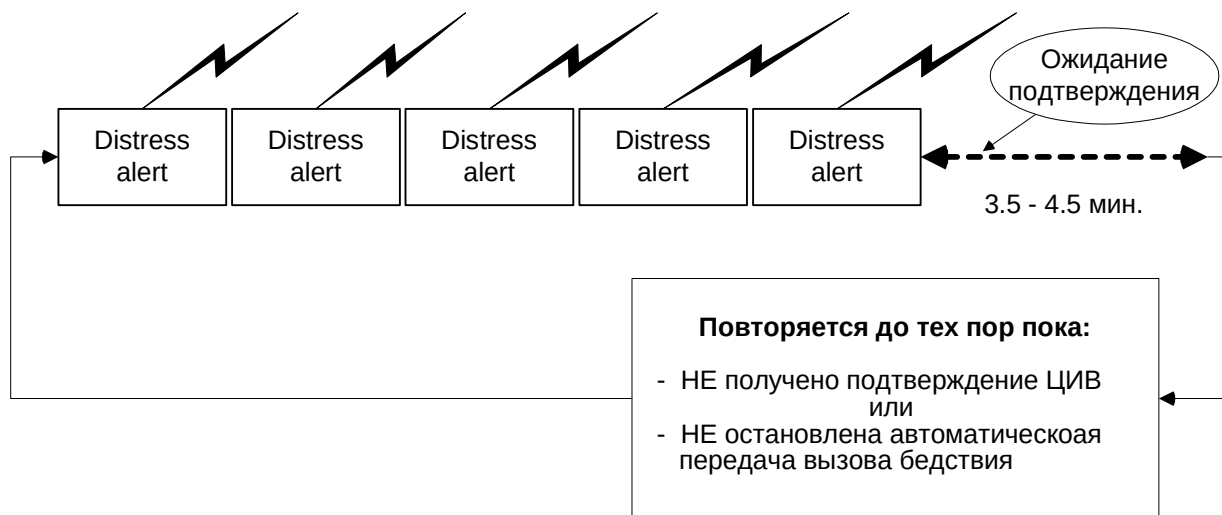 Ожидание
подтверждения
Distress
alert
Distress
alert
Distress
alert
Distress
alert
Distress
alert
3.5 - 4.5 мин.
Повторяется до тех пор пока:
- НЕ получено подтверждение ЦИВ
или
- НЕ остановлена автоматическоая
передача вызова бедствия